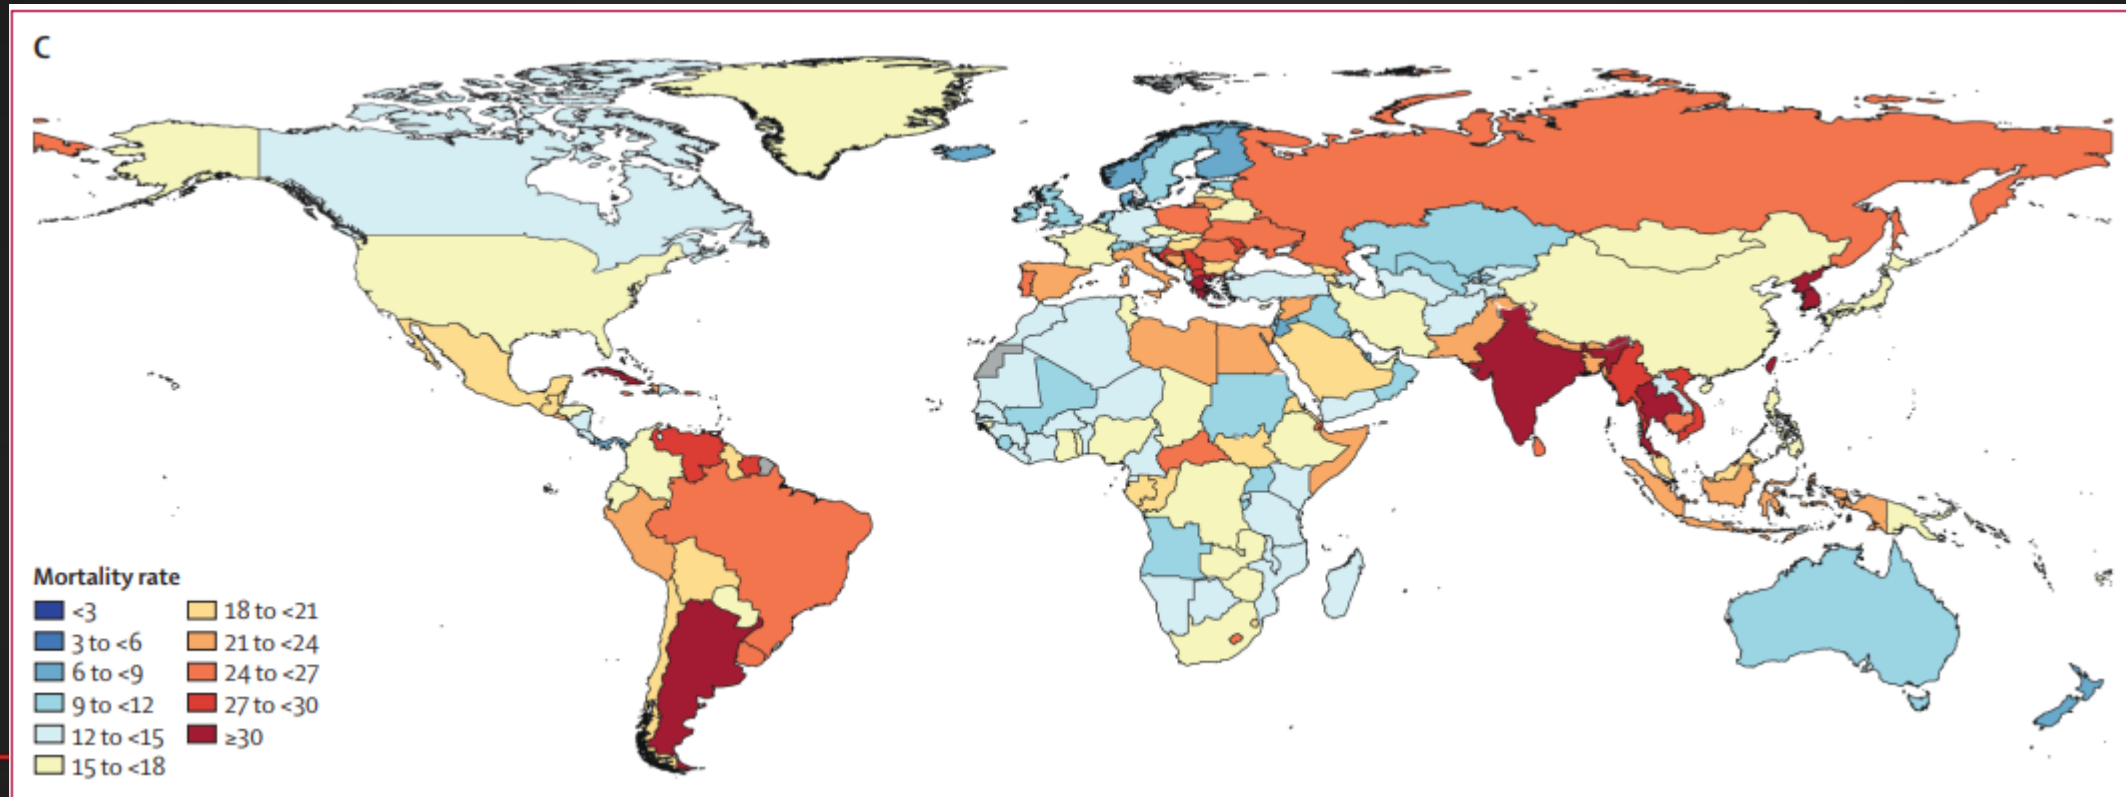 C
Mortality rate
<3
3 to <6
6 to <9
9 to <12
12 to <15
15 to <18
18 to <21
21 to <24
24 to <27
27 to <30
≥30